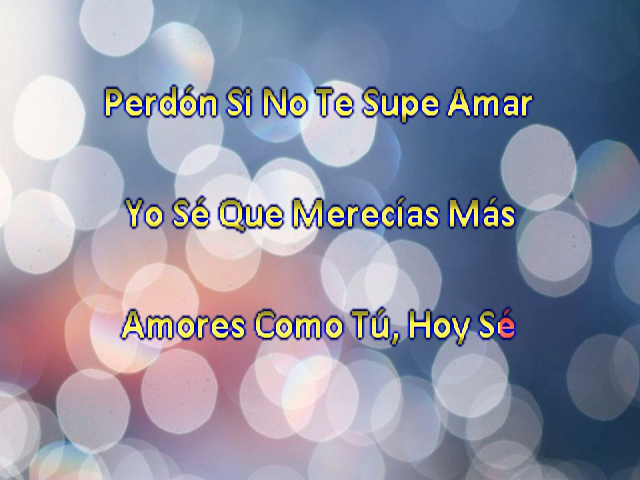 Perdón Si No Te Supe Amar
Yo Sé Que Merecías Más
Amores Como Tú, Hoy Sé